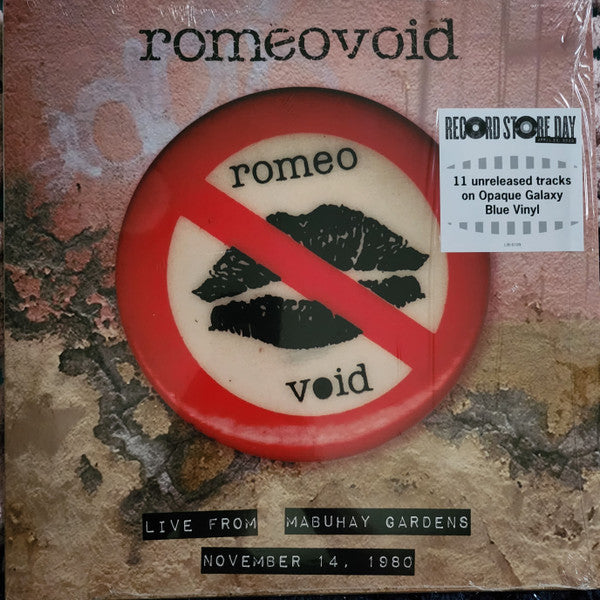 romeovoid
RECORD STORE DAY
11 unreleased tracks
on Opaque Galaxy
Blue Vinyl
romeo
void
LIVE FROM MABUHAY GARDENS
NOVEMBER 14, 1980